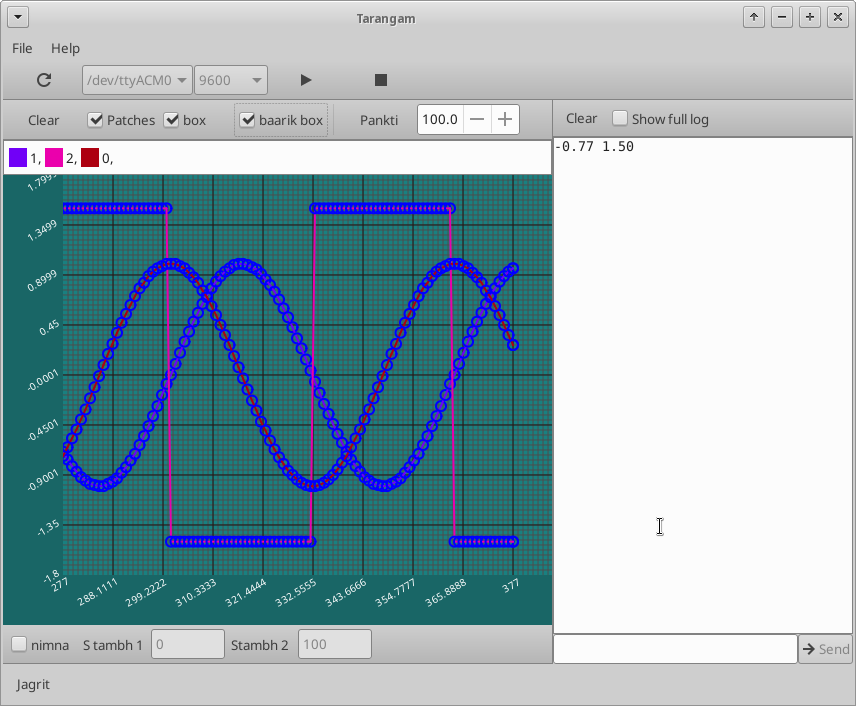 Tarangam
File Help
/dev/ttyACM0 9600
Clear Patches box baarik box Pankti 100.0
Clear Show full log
1, 2, 0,
-0.77 1.50
1.7999
1.3499
0.8999
0.45
-0.0001
-0.4501
-0.9001
-1.35
-1.8
277 288.1111 299.2222 310.3333 321.4444 332.5555 343.6666 354.7777 365.8888 377
nimna S tambh 1 0 Stambh 2 100
Send
Jagrit